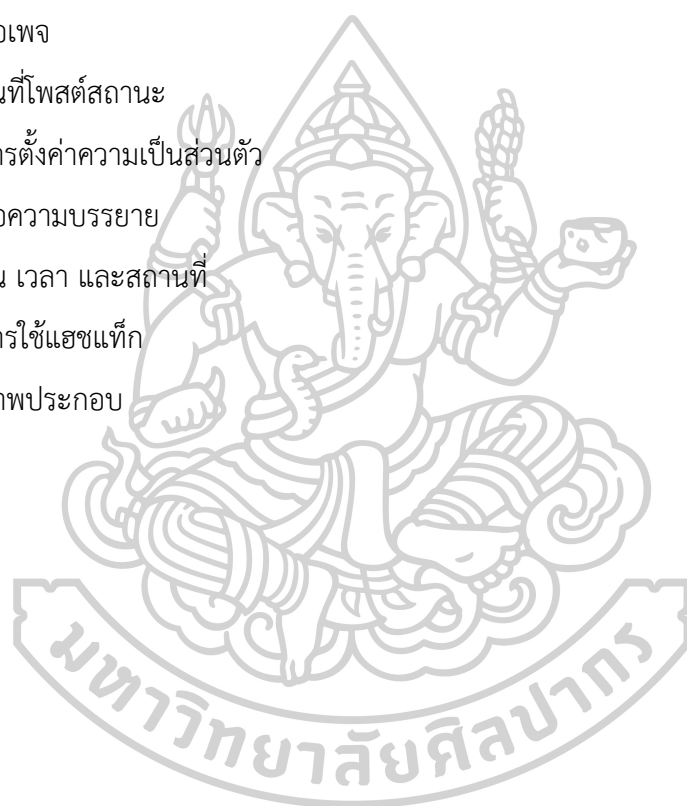 อเพจ
นที่โพสต์สถานะ
ารตั้งค่าความเป็นส่วนตัว
อความบรรยาย
น เวลา และสถานที่
ารใช้แฮชแท็ก
าพประกอบ
มหาวิทยาลัยศิลปากร